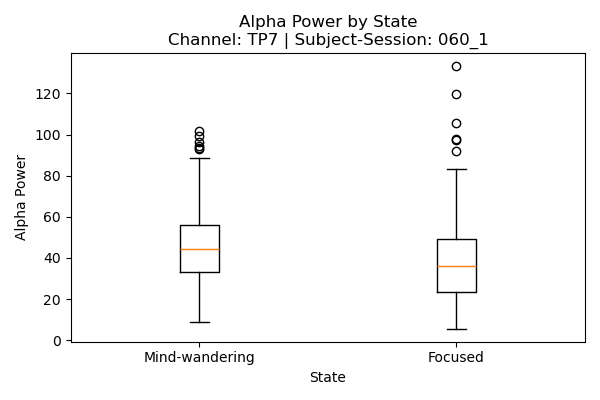 Alpha Power by State
Channel: TP7 | Subject-Session: 060_1
Alpha Power
120
100
80
60
40
20
0
Mind-wandering
Focused
State